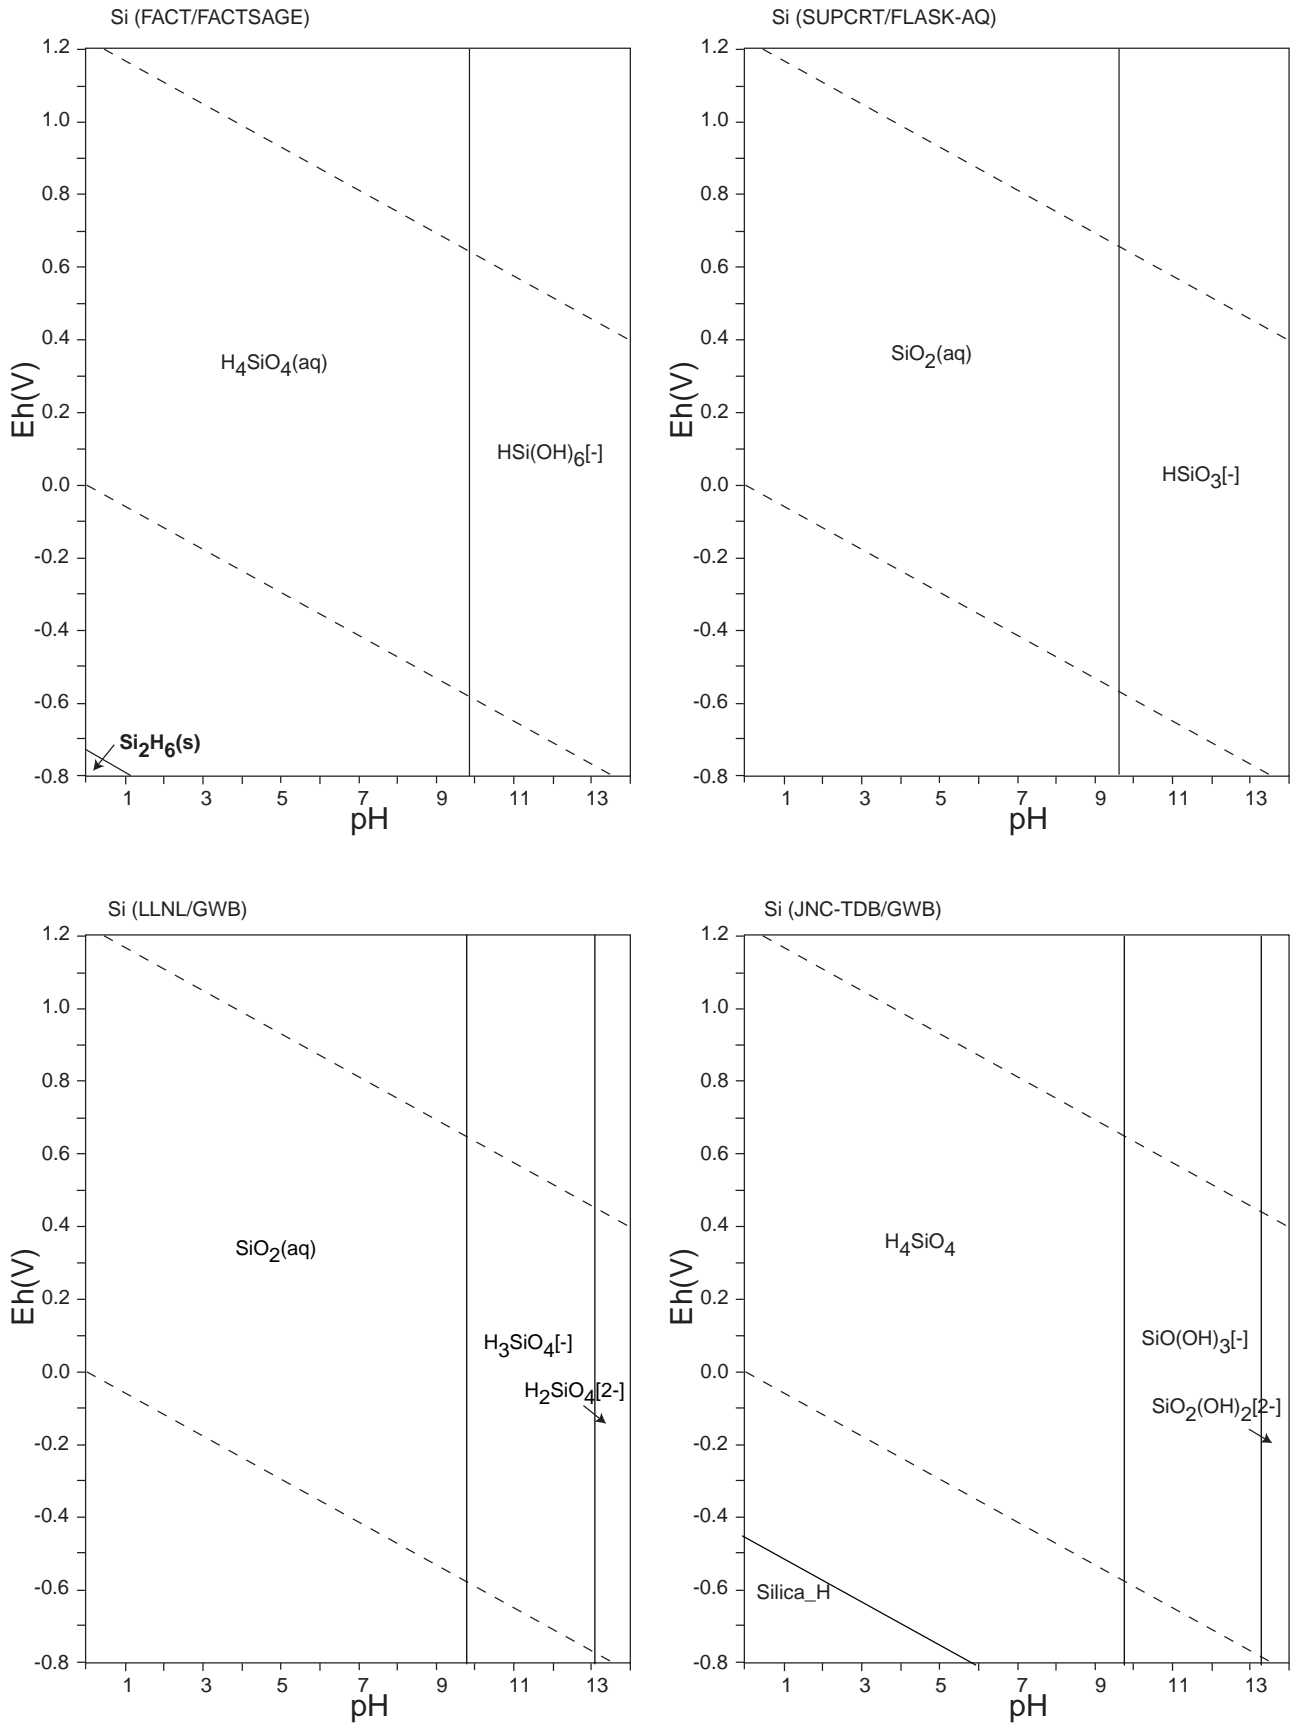 Si (FACT/FACTSAGE)
1.2
1.0
0.8
0.6
0.4
0.2
0.0
-0.2
-0.4
-0.6
-0.8
Eh(V)
H4SiO4(aq)
HSi(OH)6[-]
Si2H6(s)
1 3 5 7 9 11 13
pH
Si (SUPCRT/FLASK-AQ)
1.2
1.0
0.8
0.6
0.4
0.2
0.0
-0.2
-0.4
-0.6
-0.8
Eh(V)
SiO2(aq)
HSiO3[-]
1 3 5 7 9 11 13
pH
Si (LLNL/GWB)
1.2
1.0
0.8
0.6
0.4
0.2
0.0
-0.2
-0.4
-0.6
-0.8
Eh(V)
SiO2(aq)
H3SiO4[-]
H2SiO4[2-]
1 3 5 7 9 11 13
pH
Si (JNC-TDB/GWB)
1.2
1.0
0.8
0.6
0.4
0.2
0.0
-0.2
-0.4
-0.6
-0.8
Eh(V)
H4SiO4
SiO(OH)3[-]
SiO2(OH)2[2-]
Silica_H
1 3 5 7 9 11 13
pH